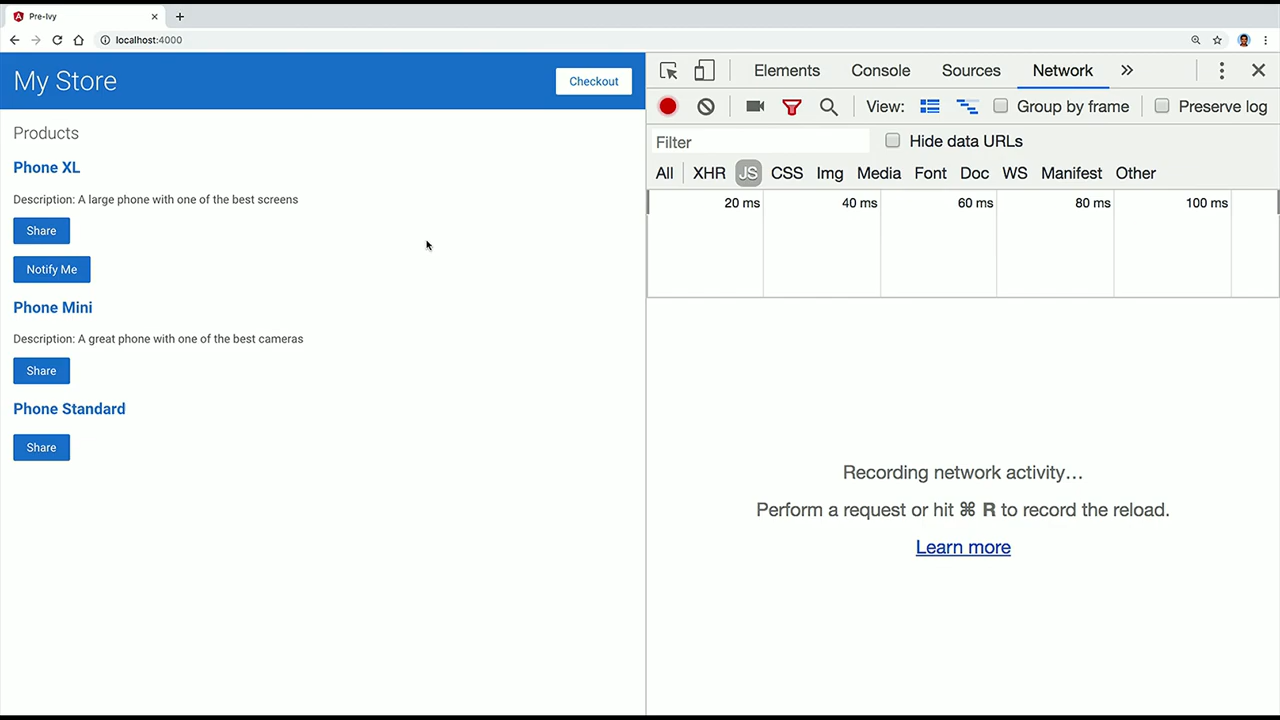 Pre-Ivy
localhost:4000
My Store
Checkout
Products
Phone XL
Description: A large phone with one of the best screens
Share
Notify Me
Phone Mini
Description: A great phone with one of the best cameras
Share
Phone Standard
Share
Elements Console Sources Network
View: Group by frame Preserve log
Filter Hide data URLs
All XHR JS CSS Img Media Font Doc WS Manifest Other
20 ms 40 ms 60 ms 80 ms 100 ms
Recording network activity…
Perform a request or hit ⌘ R to record the reload.
Learn more